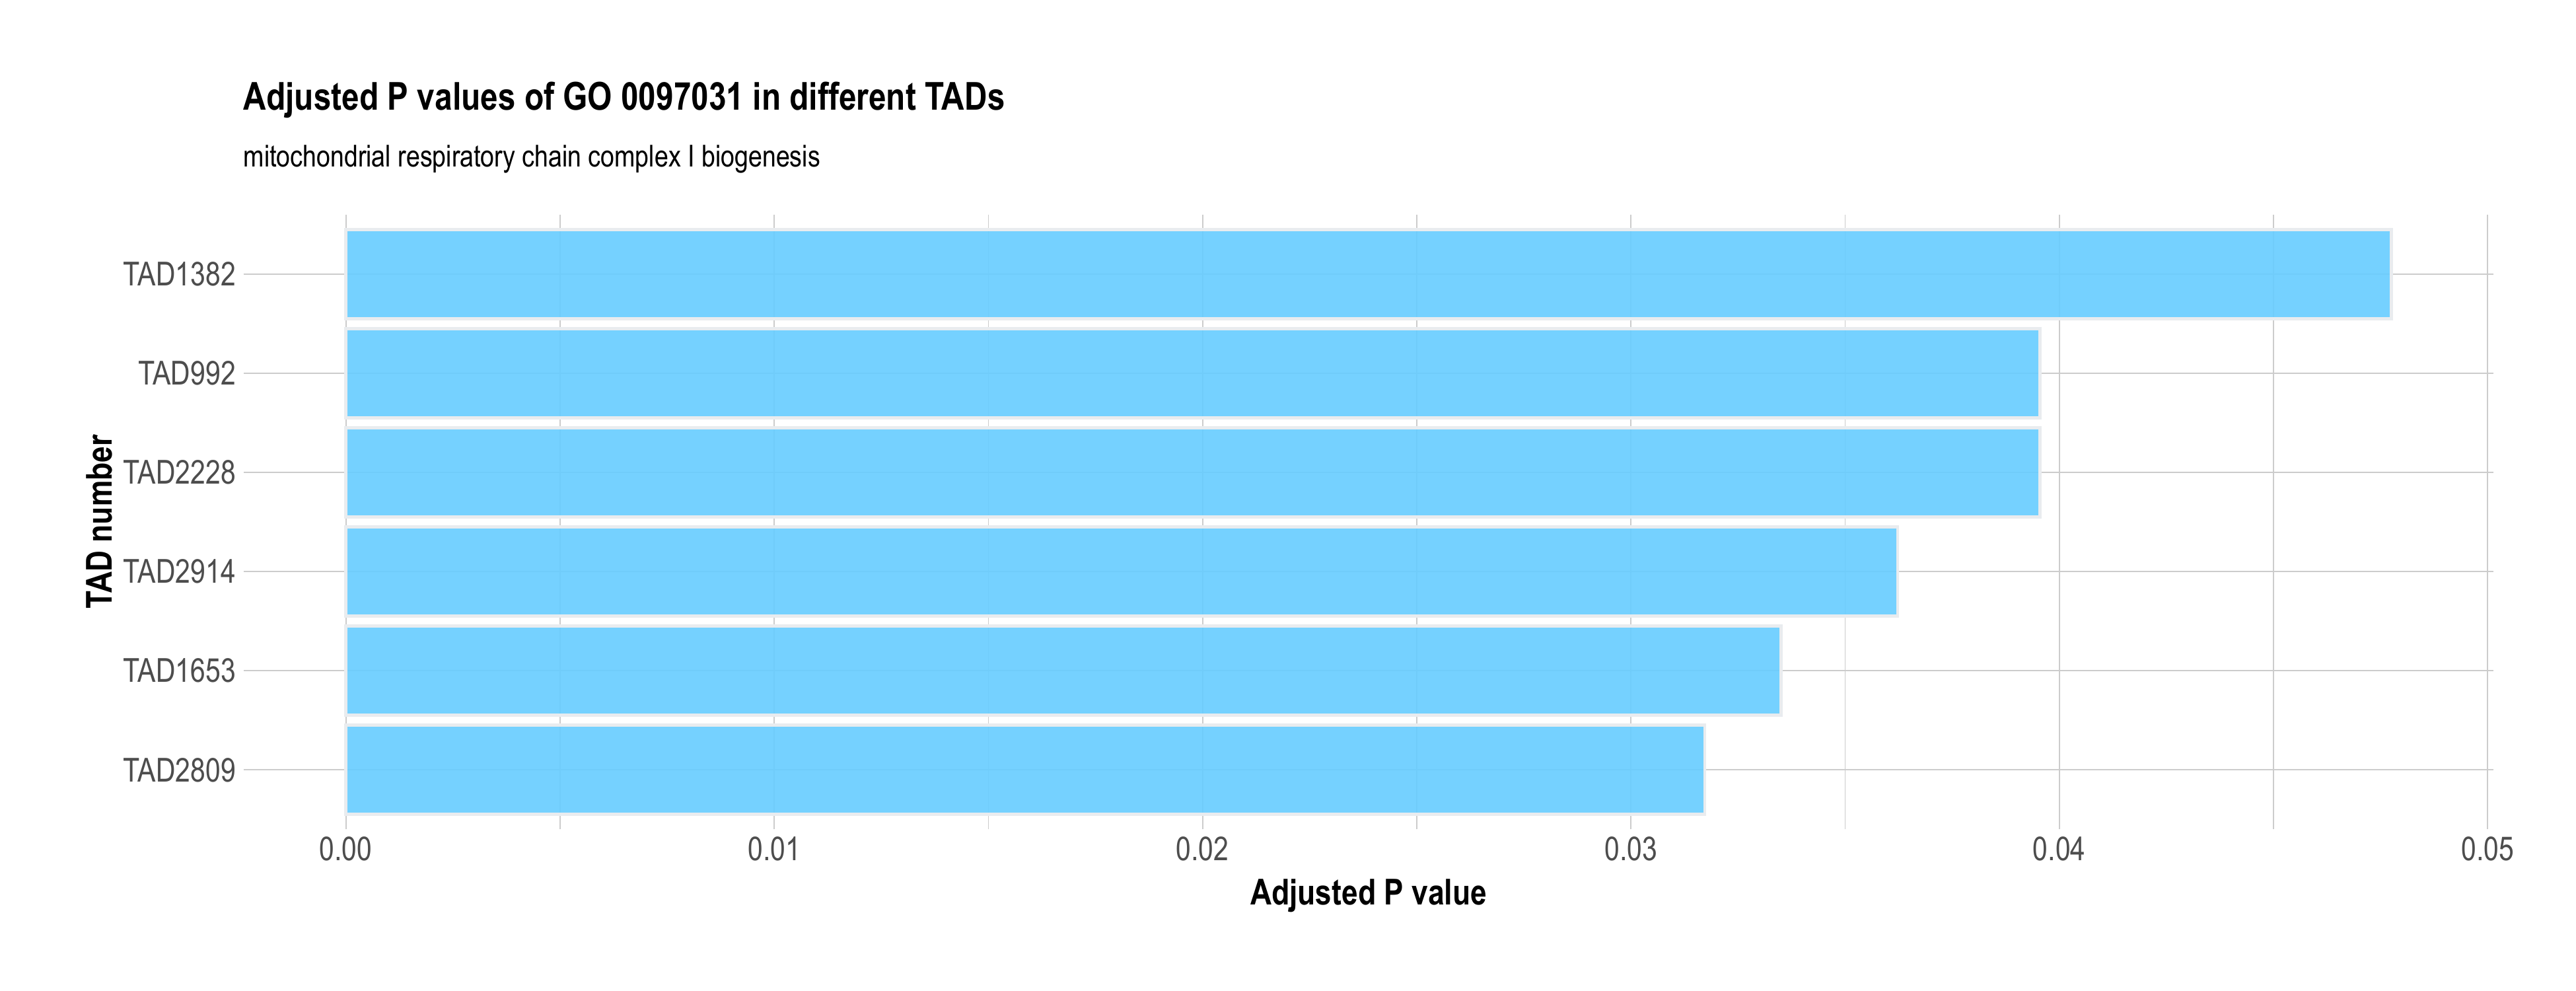 Adjusted P values of GO 0097031 in different TADs
mitochondrial respiratory chain complex I biogenesis
TAD number
TAD1382
TAD992
TAD2228
TAD2914
TAD1653
TAD2809
0.00 0.01 0.02 0.03 0.04 0.05
Adjusted P value